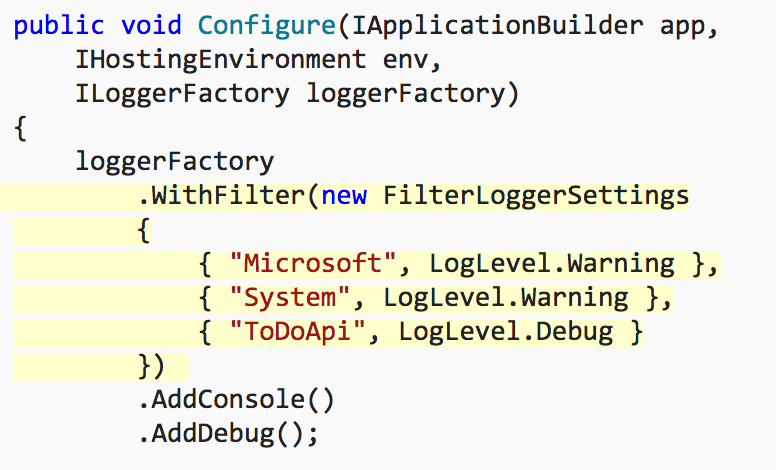 public void Configure(IApplicationBuilder app,
    IHostingEnvironment env,
    ILoggerFactory loggerFactory)
{
    loggerFactory
        .WithFilter(new FilterLoggerSettings
        {
            { "Microsoft", LogLevel.Warning },
            { "System", LogLevel.Warning },
            { "ToDoApi", LogLevel.Debug }
        })
        .AddConsole()
        .AddDebug();